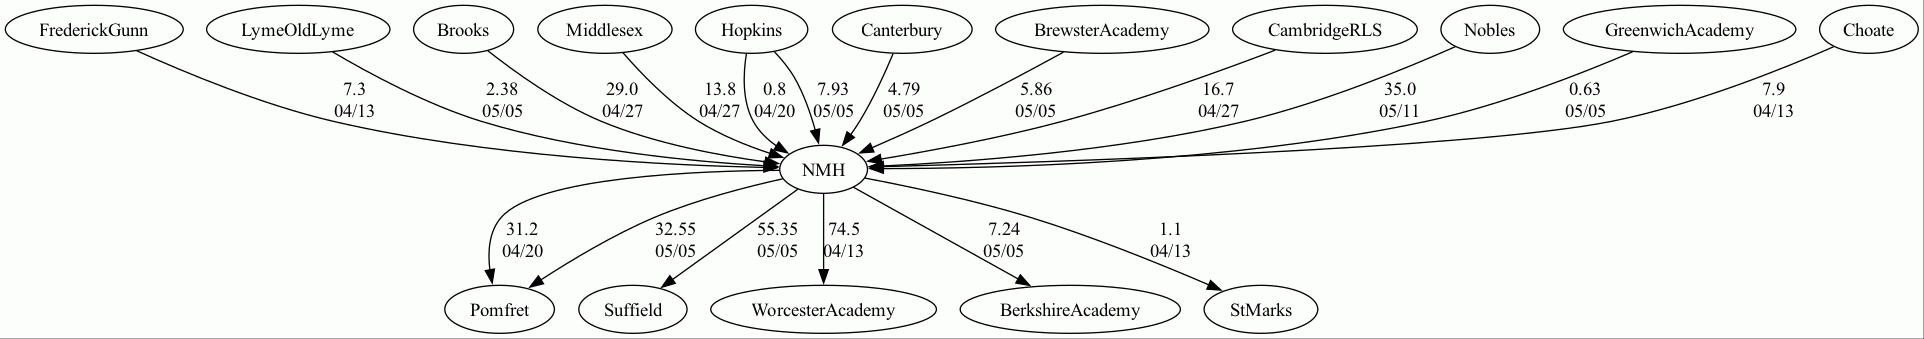 FrederickGunn
LymeOldLyme
Brooks
Middlesex
Hopkins
Canterbury
BrewsterAcademy
CambridgeRLS
Nobles
GreenwichAcademy
Choate
7.3
04/13
2.38
05/05
29.0
04/27
13.8
04/27
0.8
04/20
7.93
05/05
4.79
05/05
5.86
05/05
16.7
04/27
35.0
05/11
0.63
05/05
7.9
04/13
NMH
31.2
04/20
32.55
05/05
55.35
05/05
74.5
04/13
7.24
05/05
1.1
04/13
Pomfret
Suffield
WorcesterAcademy
BerkshireAcademy
StMarks